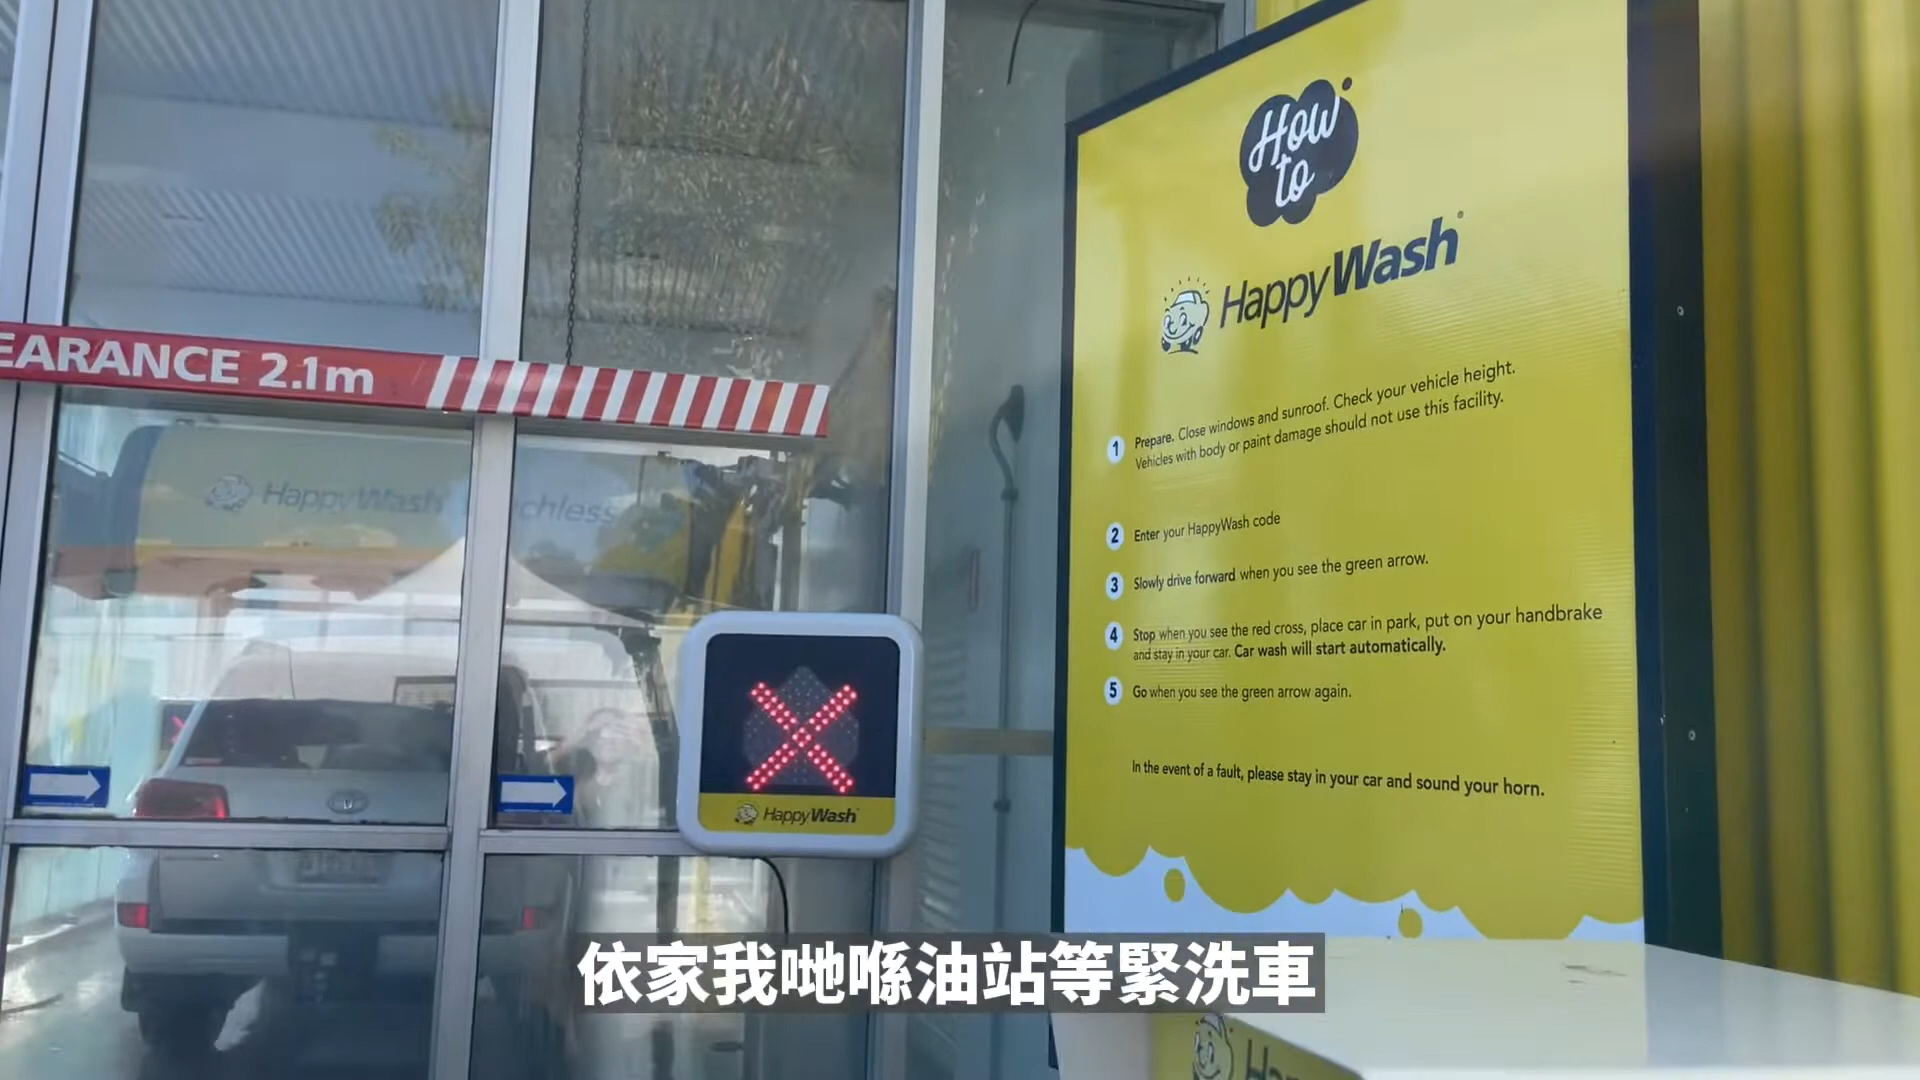 How
to
HappyWash
EARANCE 2.1m
1 Prepare. Close windows and sunroof. Check your vehicle height.
Vehicles with body or paint damage should not use this facility.
HappyWash
2 Enter your HappyWash code
3 Slowly drive forward when you see the green arrow.
4 Stop when you see the red cross, place car in park, put on your handbrake
and stay in your car. Car wash will start automatically.
5 Go when you see the green arrow again.
In the event of a fault, please stay in your car and sound your horn.
HappyWash
依家我哋喺油站等緊洗車